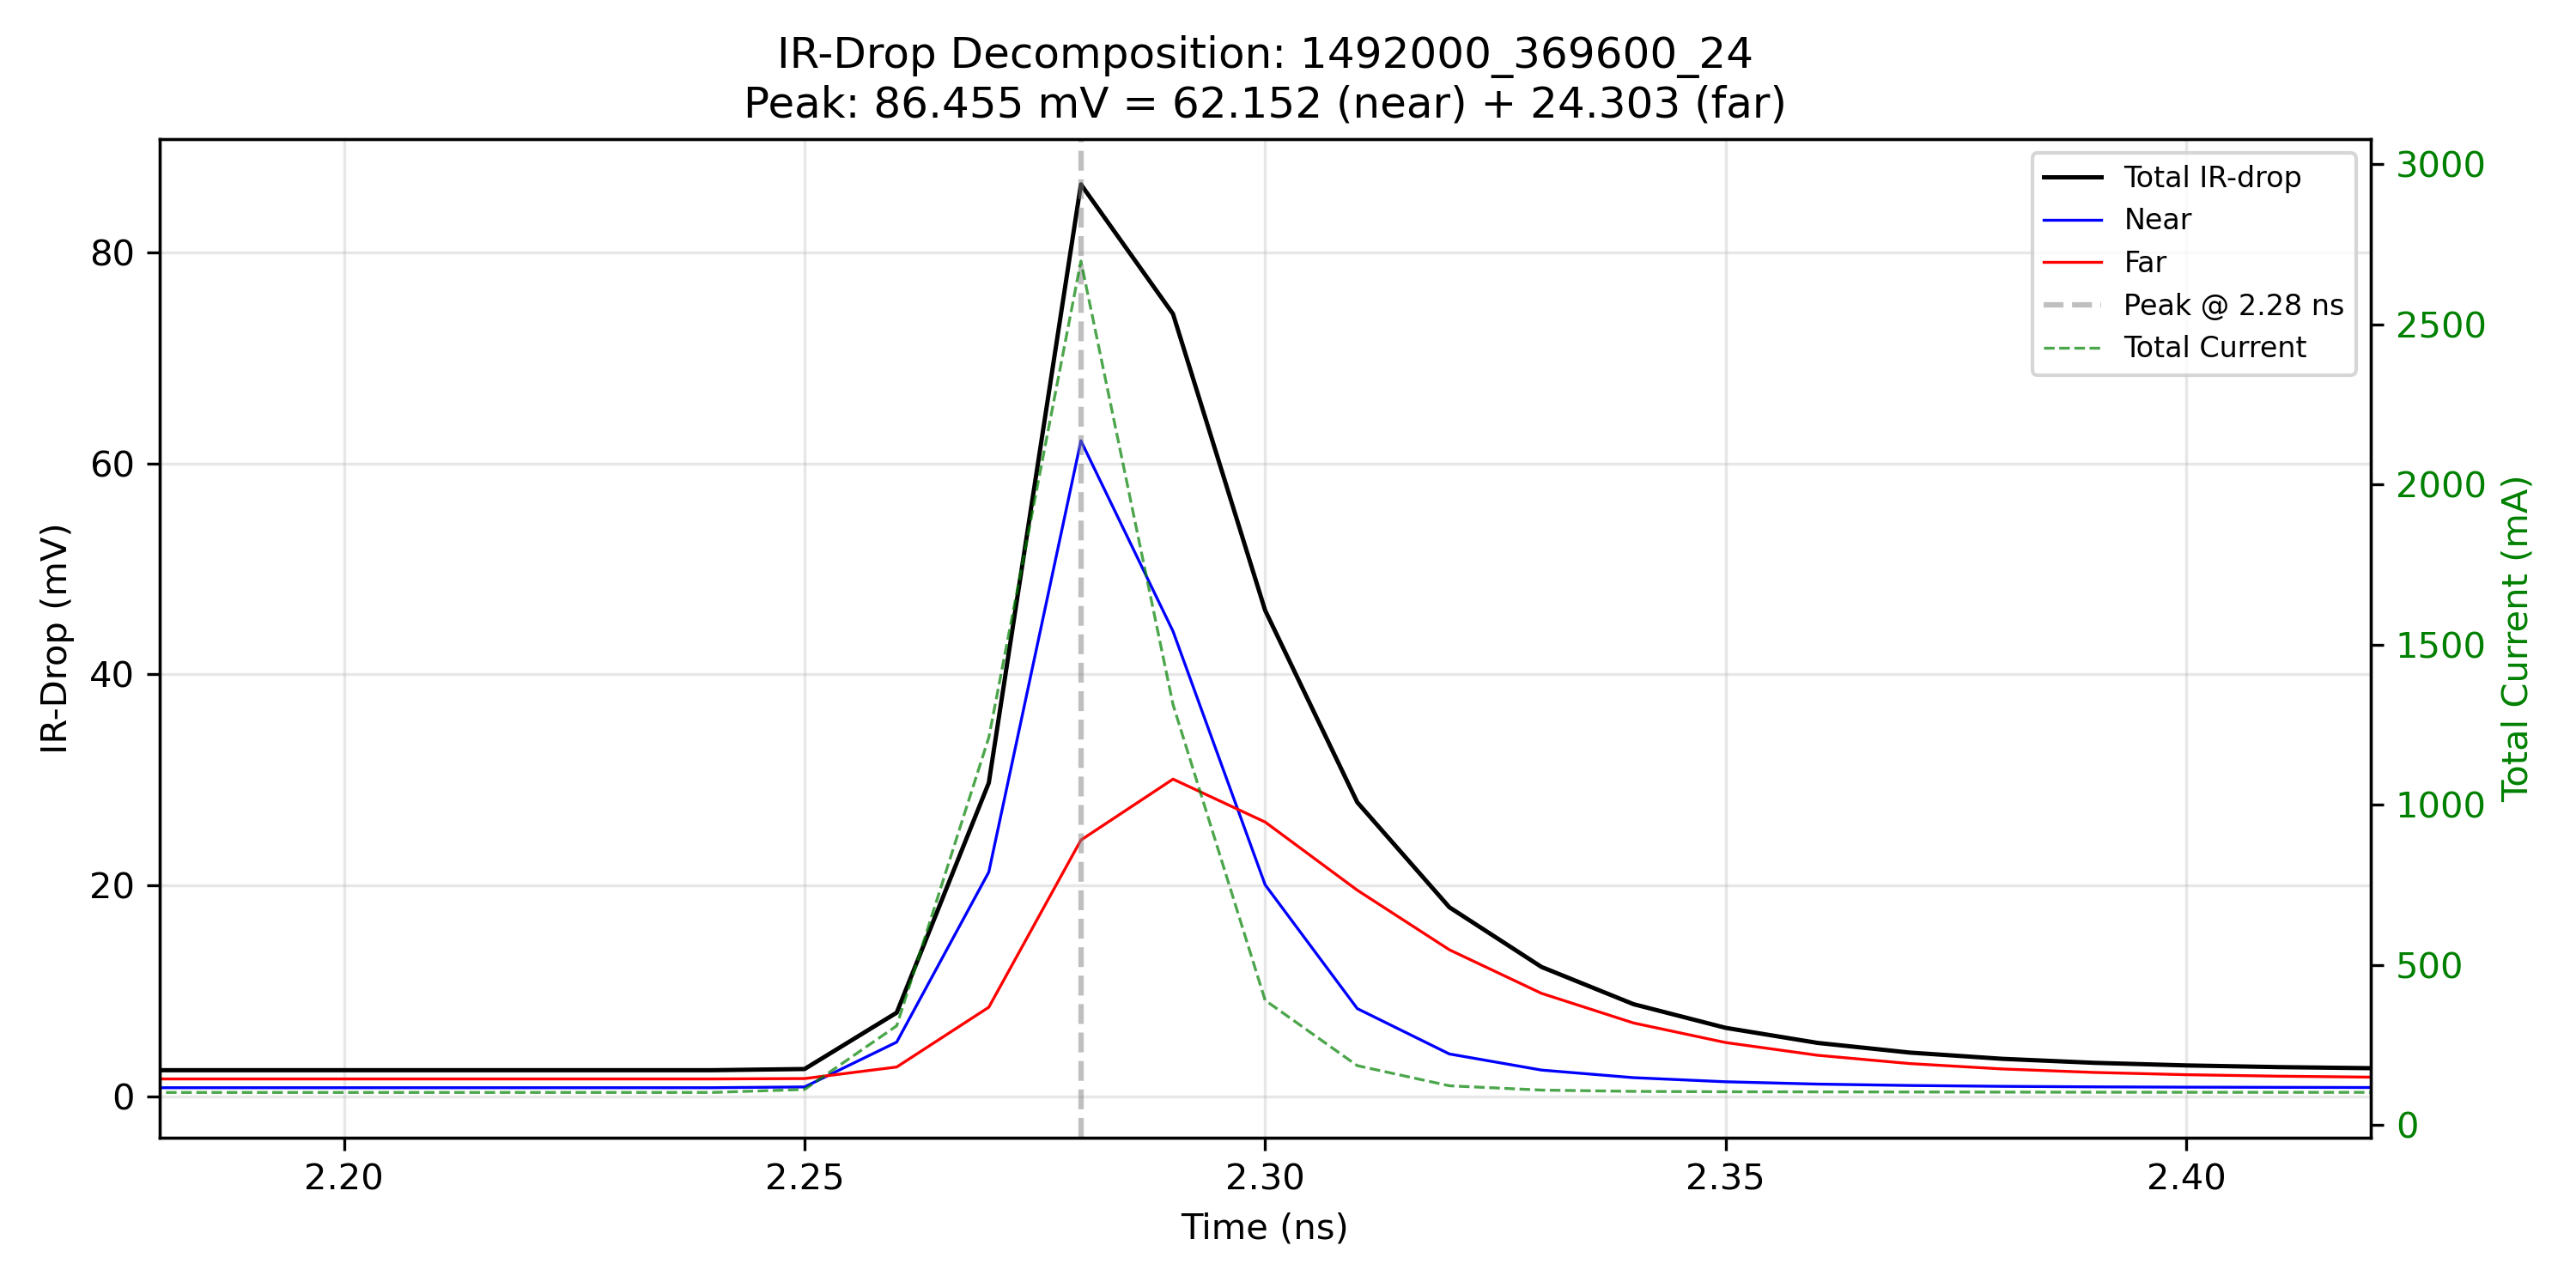 IR-Drop Decomposition: 1492000_369600_24
Peak: 86.455 mV = 62.152 (near) + 24.303 (far)
Total IR-drop
Near
Far
Peak @ 2.28 ns
Total Current
IR-Drop (mV)
80
60
40
20
0
3000
2500
2000
1500
1000
500
0
Total Current (mA)
2.20
2.25
2.30
2.35
2.40
Time (ns)